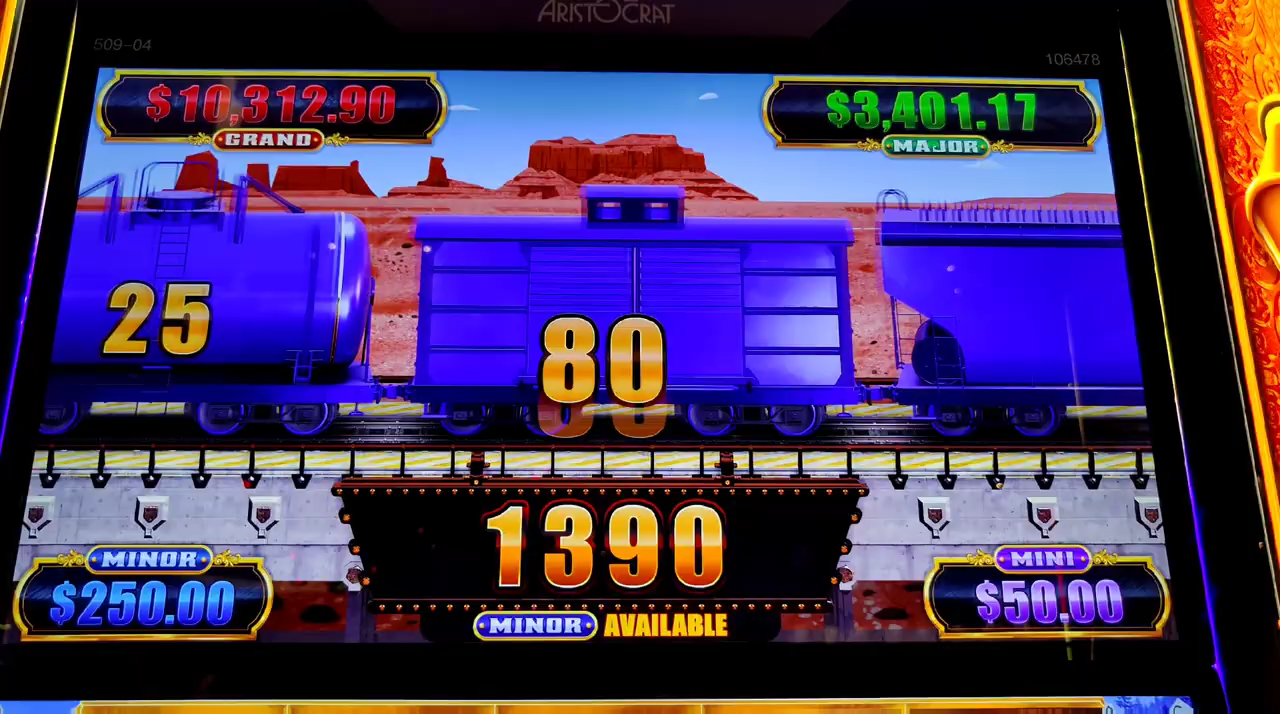 ARISTOCRAT
509-04
106478
$10,312.90
GRAND
$3,401.17
MAJOR
25
80
1390
MINOR
$250.00
MINI
$50.00
MINOR AVAILABLE